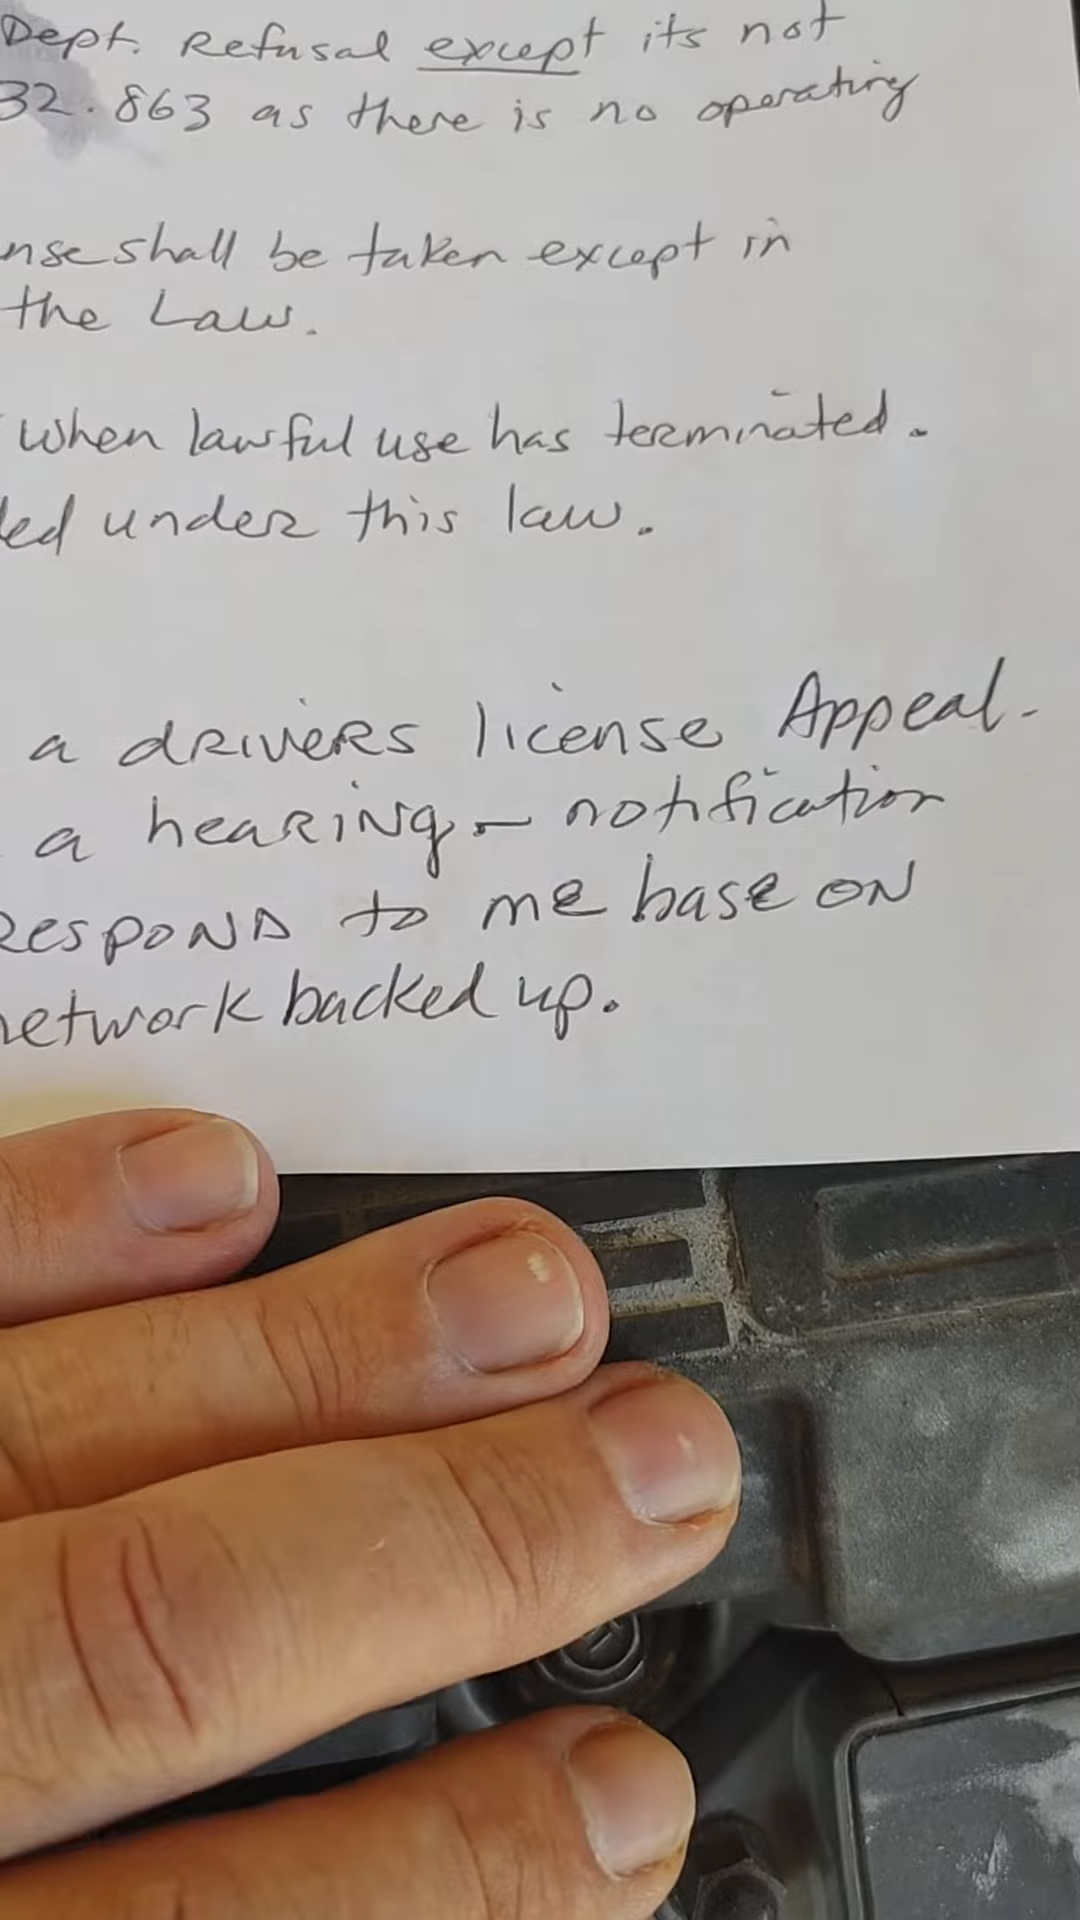 Dept. Refusal except its not
32.863 as there is no operating
nse shall be taken except in
the Law.
when lawful use has terminated.
ed under this law.
a drivers license Appeal.
a hearing - notification
Respond to me base on
network backed up.